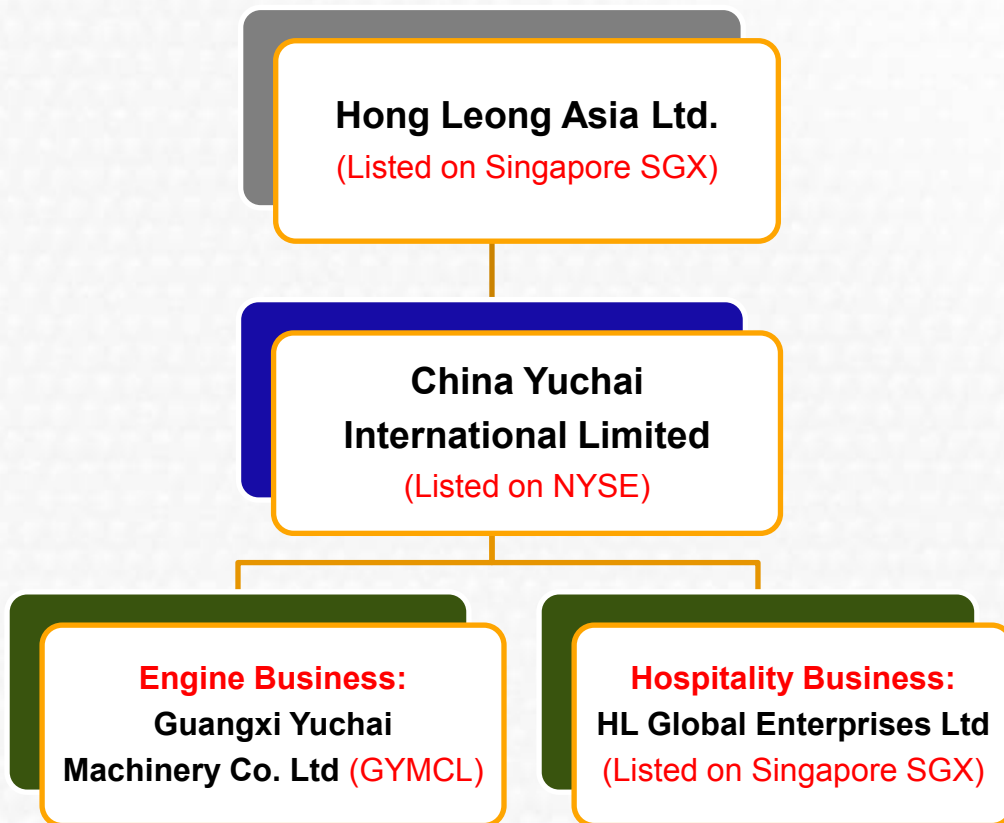 Hong Leong Asia Ltd.
(Listed on Singapore SGX)
China Yuchai
International Limited
(Listed on NYSE)
Engine Business:
Guangxi Yuchai
Machinery Co. Ltd (GYMCL)
Hospitality Business:
HL Global Enterprises Ltd
(Listed on Singapore SGX)